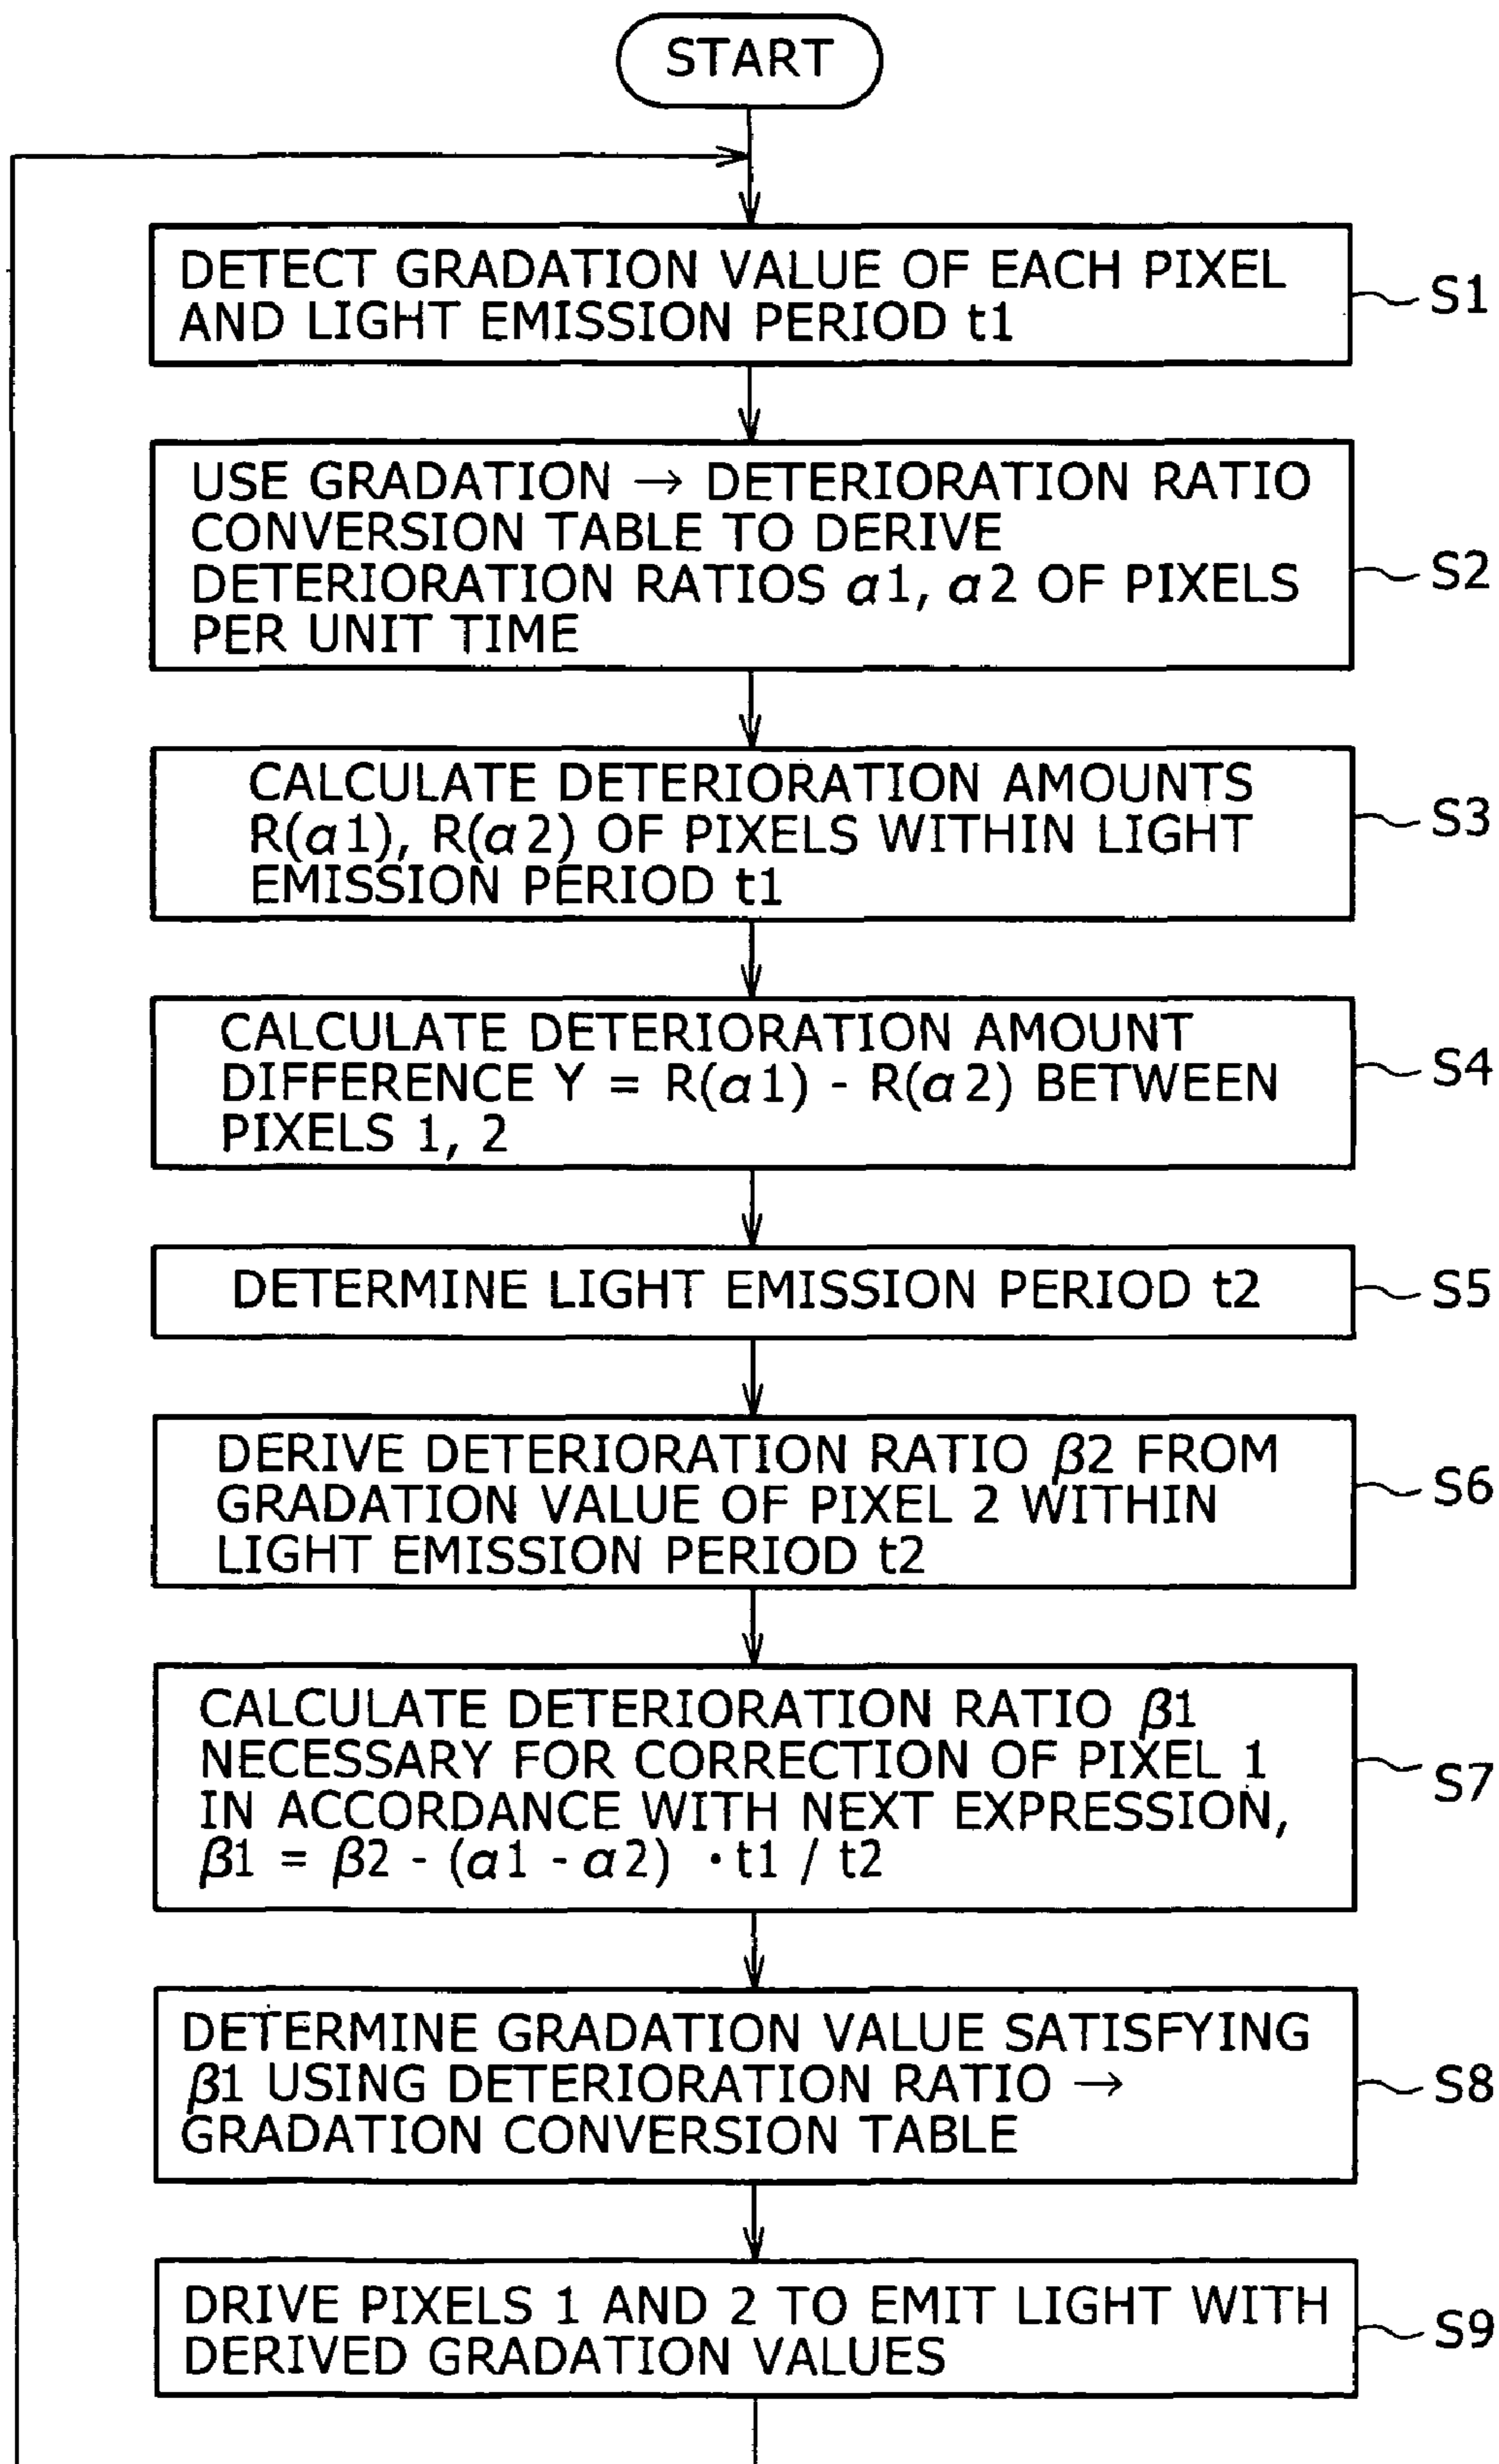 START
DETECT GRADATION VALUE OF EACH PIXEL
AND LIGHT EMISSION PERIOD t1
S1
USE GRADATION → DETERIORATION RATIO
CONVERSION TABLE TO DERIVE
DETERIORATION RATIOS α1, α2 OF PIXELS
PER UNIT TIME
S2
CALCULATE DETERIORATION AMOUNTS
R(α1), R(α2) OF PIXELS WITHIN LIGHT
EMISSION PERIOD t1
S3
CALCULATE DETERIORATION AMOUNT
DIFFERENCE Y = R(α1) - R(α2) BETWEEN
PIXELS 1, 2
S4
DETERMINE LIGHT EMISSION PERIOD t2
S5
DERIVE DETERIORATION RATIO β2 FROM
GRADATION VALUE OF PIXEL 2 WITHIN
LIGHT EMISSION PERIOD t2
S6
CALCULATE DETERIORATION RATIO β1
NECESSARY FOR CORRECTION OF PIXEL 1
IN ACCORDANCE WITH NEXT EXPRESSION,
β1 = β2 - (α1 - α2) ・t1 / t2
S7
DETERMINE GRADATION VALUE SATISFYING
β1 USING DETERIORATION RATIO →
GRADATION CONVERSION TABLE
S8
DRIVE PIXELS 1 AND 2 TO EMIT LIGHT WITH
DERIVED GRADATION VALUES
S9